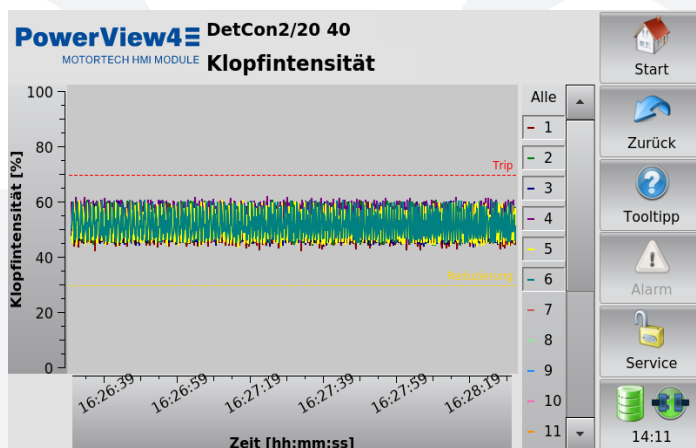 PowerView4
MOTORTECH HMI MODULE
DetCon2/20 40
Klopfintensität
Klopfintensität [%]
100
80
60
40
20
0
Trip
16:26:39
16:26:59
16:27:19
16:27:39
16:27:59
16:28:19
Zeit [hh:mm:ss]
Alle
1
2
3
4
5
6
7
8
9
10
11
Start
Zurück
Tooltipp
Alarm
Service
14:11